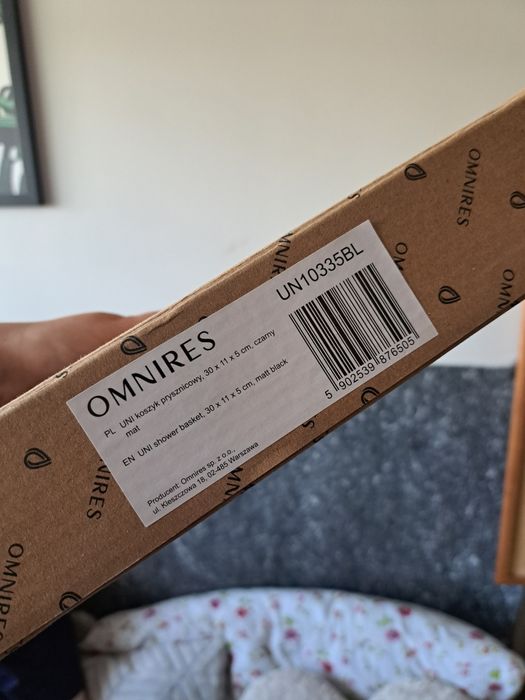 OMNIRES
UN10335BL
PL UNI koszyk prysznicowy, 30 x 11 x 5 cm, czarny
mat
EN UNI shower basket, 30 x 11 x 5 cm, matt black
Producent: Omnires sp. z o.o.,
ul. Kleszczowa 18, 02-485 Warszawa
5 902539 876505
OMNIRES
OMNIRES